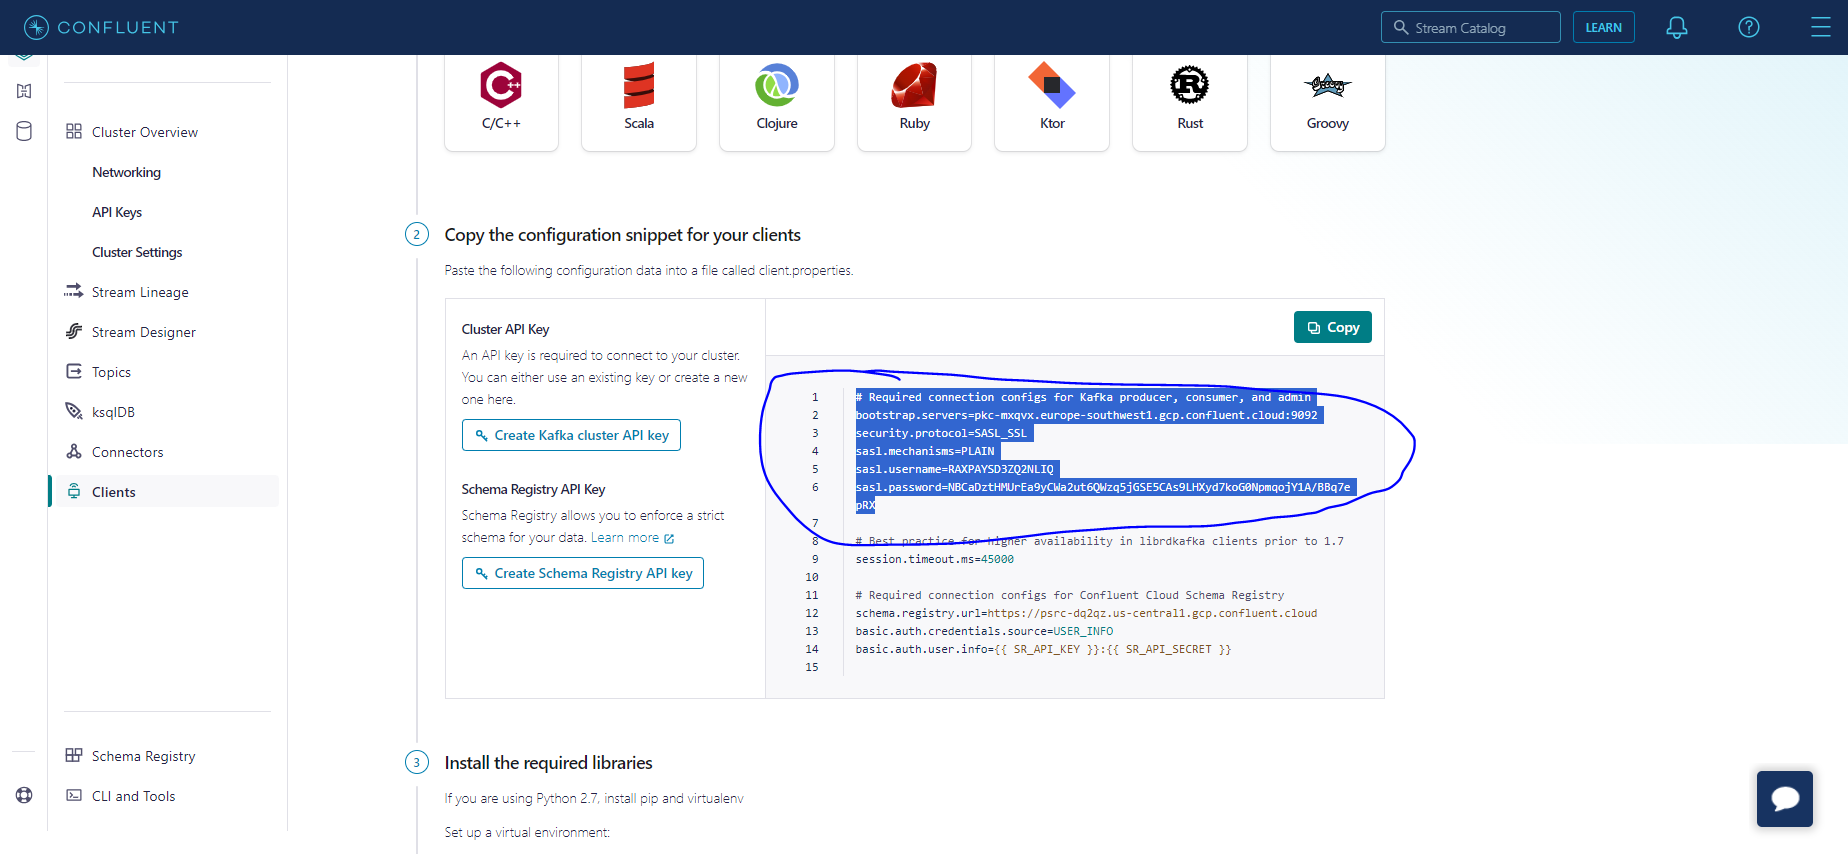 CONFLUENT
Stream Catalog
LEARN
C/C++
Scala
Clojure
Ruby
Ktor
Rust
Groovy
Cluster Overview
Networking
API Keys
Cluster Settings
Stream Lineage
Stream Designer
Topics
ksqlDB
Connectors
Clients
Schema Registry
CLI and Tools
2
Copy the configuration snippet for your clients
Paste the following configuration data into a file called client.properties.
Cluster API Key
An API key is required to connect to your cluster.
You can either use an existing key or create a new
one here.
Create Kafka cluster API key
Schema Registry API Key
Schema Registry allows you to enforce a strict
schema for your data. Learn more
Create Schema Registry API key
Copy
1 # Required connection configs for Kafka producer, consumer, and admin
2 bootstrap.servers=pkc-mxqvx.europe-southwest1.gcp.confluent.cloud:9092
3 security.protocol=SASL_SSL
4 sasl.mechanisms=PLAIN
5 sasl.username=RAXPAYSD3ZQ2NLIQ
6 sasl.password=NBCaDztHMUrEa9yCWa2ut6QWzq5jGSE5CAs9LHXyd7koG0NpmqojY1A/BBq7e
pRX
7
8 # Best practice for higher availability in librdkafka clients prior to 1.7
9 session.timeout.ms=45000
10
11 # Required connection configs for Confluent Cloud Schema Registry
12 schema.registry.url=https://psrc-dq2qz.us-central1.gcp.confluent.cloud
13 basic.auth.credentials.source=USER_INFO
14 basic.auth.user.info={{ SR_API_KEY }}:{{ SR_API_SECRET }}
15
3
Install the required libraries
If you are using Python 2.7, install pip and virtualenv
Set up a virtual environment: